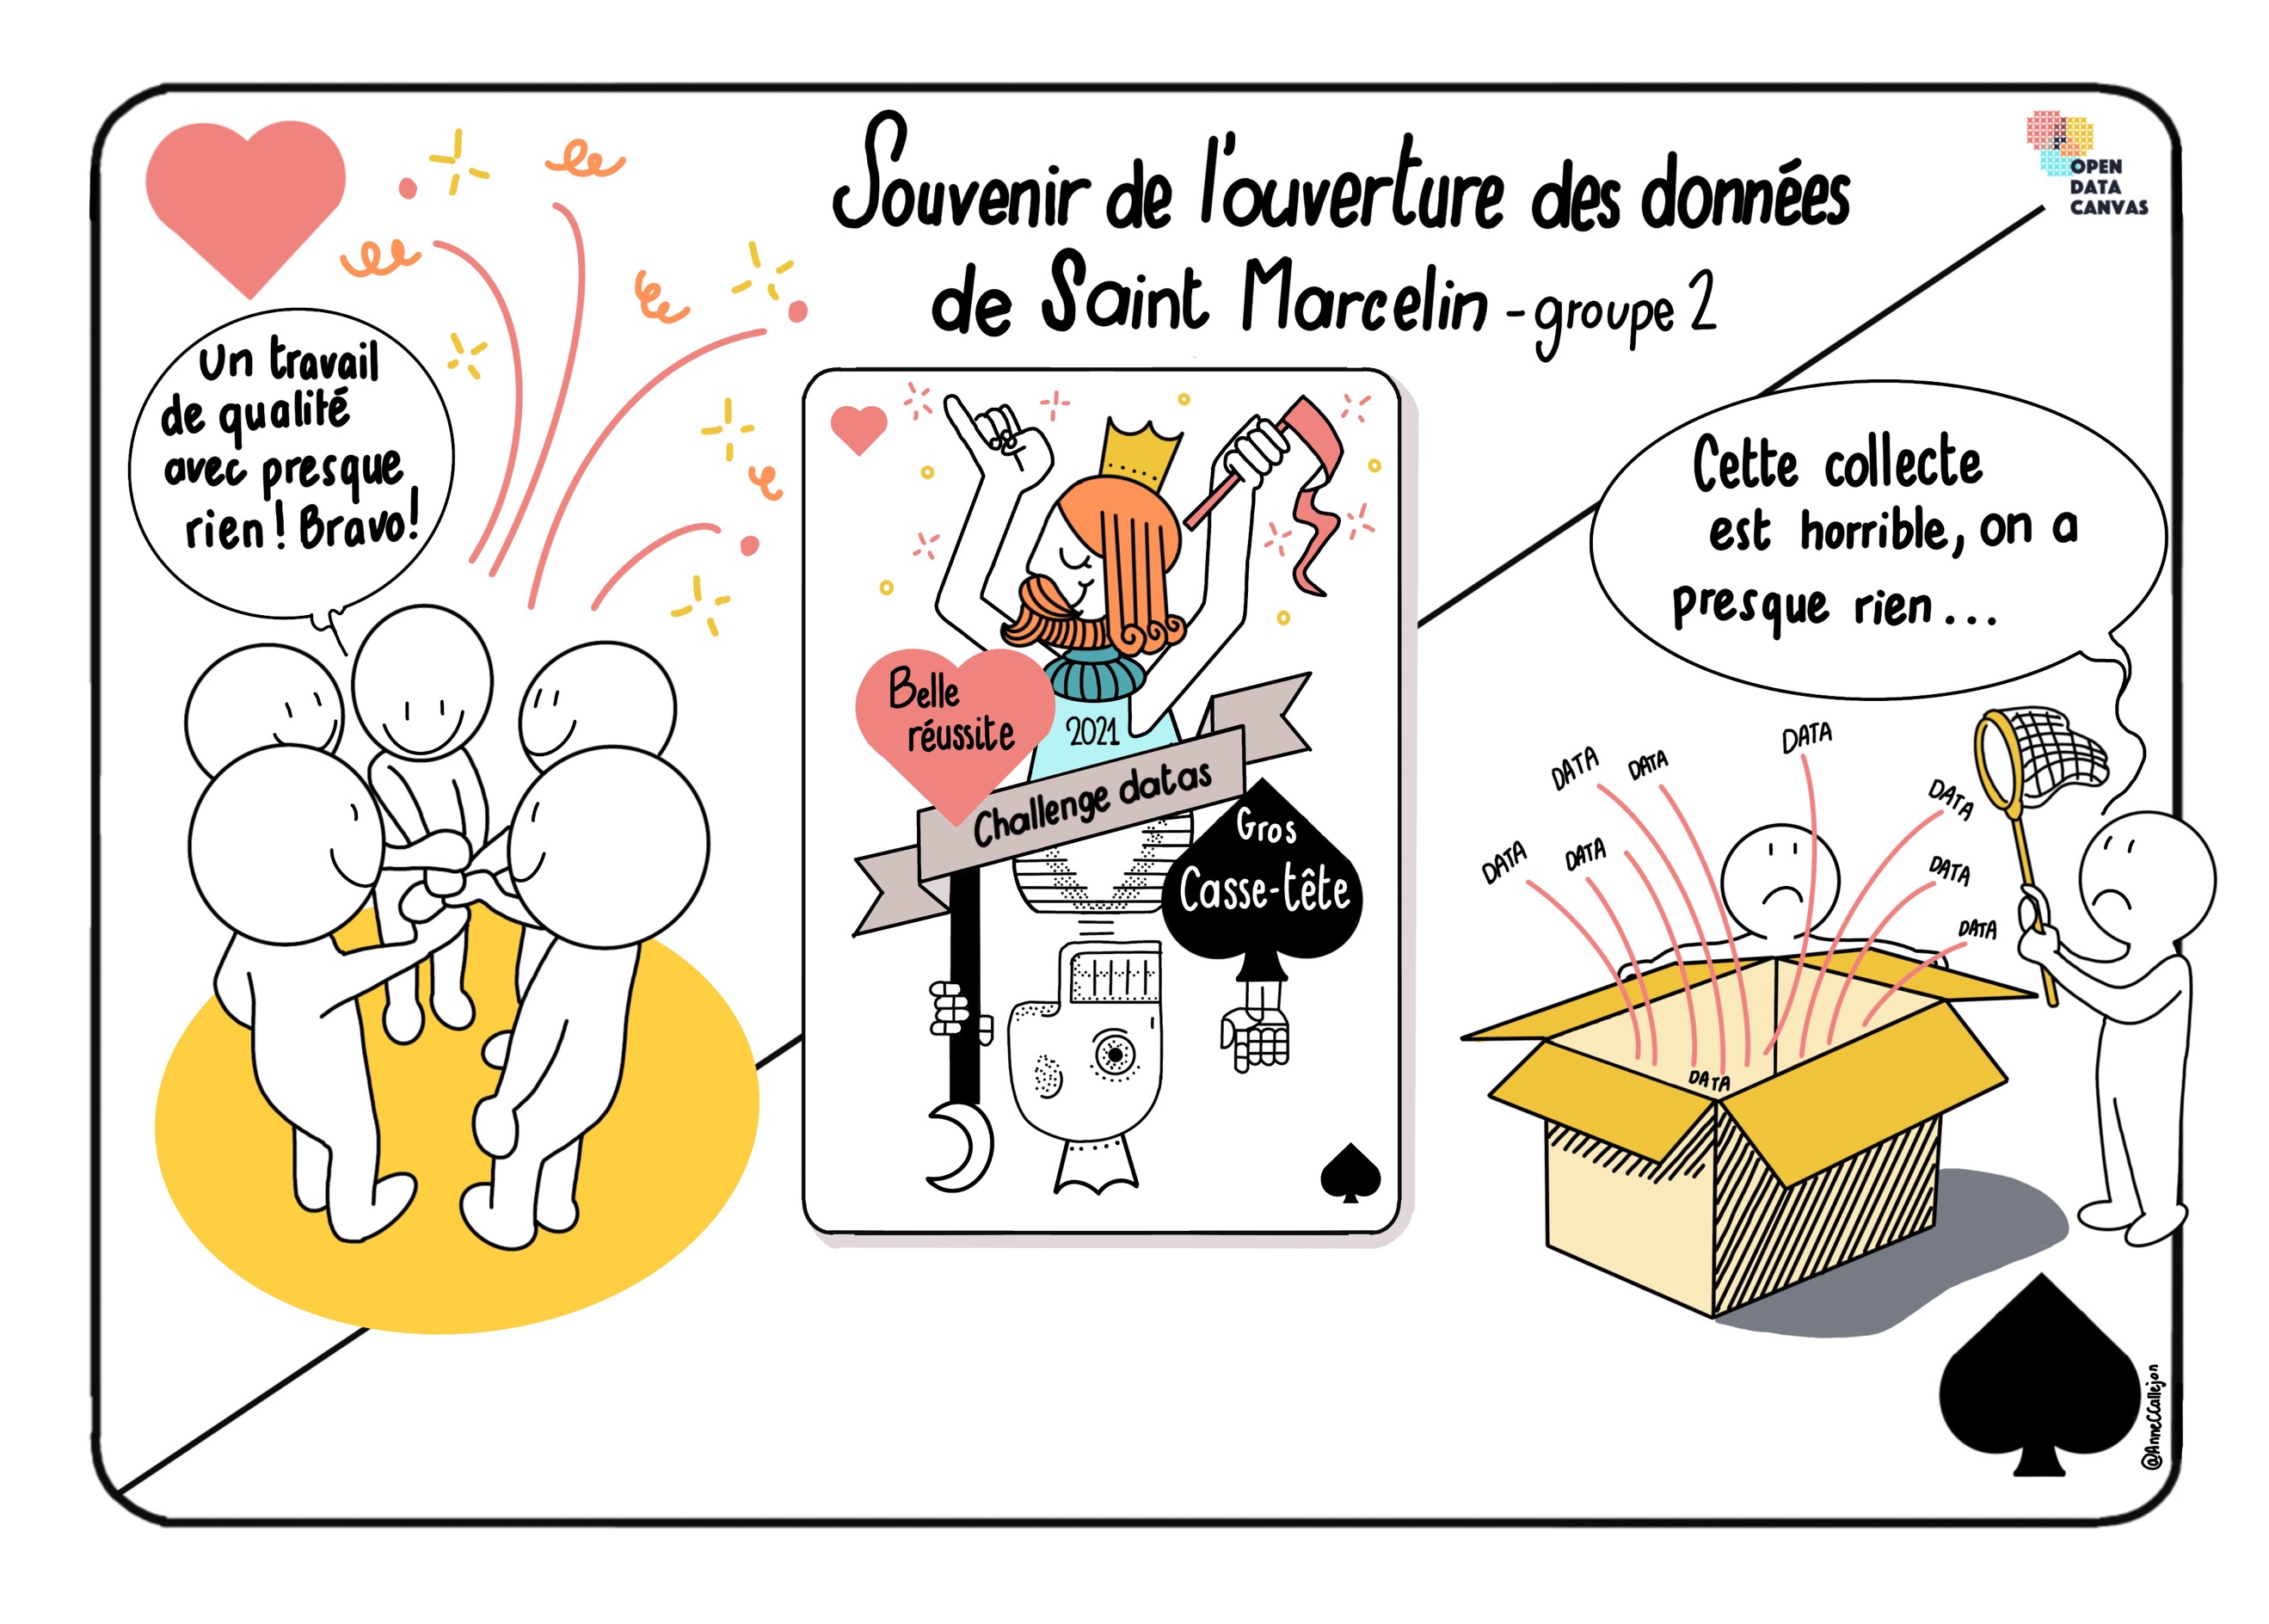 Souvenir de l'ouverture des données
de Saint Marcelin - groupe 2
OPEN
DATA
CANVAS
Un travail
de qualité
avec presque
rien ! Bravo !
Belle
réussite
2021
Challenge datas
Gros
Casse-tête
Cette collecte
est horrible, on a
presque rien ...
DATA
DATA
DATA
DATA
DATA
DATA
DATA
DATA
DATA
@AnneCCallejon